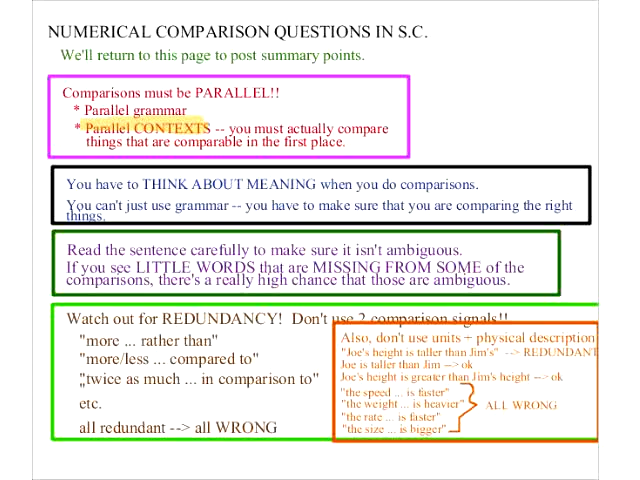 NUMERICAL COMPARISON QUESTIONS IN S.C.
We'll return to this page to post summary points.
Comparisons must be PARALLEL!!
* Parallel grammar
* Parallel CONTEXTS -- you must actually compare
things that are comparable in the first place.
You have to THINK ABOUT MEANING when you do comparisons.
You can't just use grammar -- you have to make sure that you are comparing the right
things.
Read the sentence carefully to make sure it isn't ambiguous.
If you see LITTLE WORDS that are MISSING FROM SOME of the
comparisons, there's a really high chance that those are ambiguous.
Watch out for REDUNDANCY! Don't use 2 comparison signals!!
"more ... rather than"
"more/less ... compared to"
"twice as much ... in comparison to"
etc.
all redundant --> all WRONG
Also, don't use units + physical description
"Joe's height is taller than Jim's" --> REDUNDANT
Joe is taller than Jim --> ok
Joe's height is greater than Jim's height --> ok
"the speed ... is faster"
"the weight ... is heavier"
"the rate ... is faster"
"the size ... is bigger"
ALL WRONG